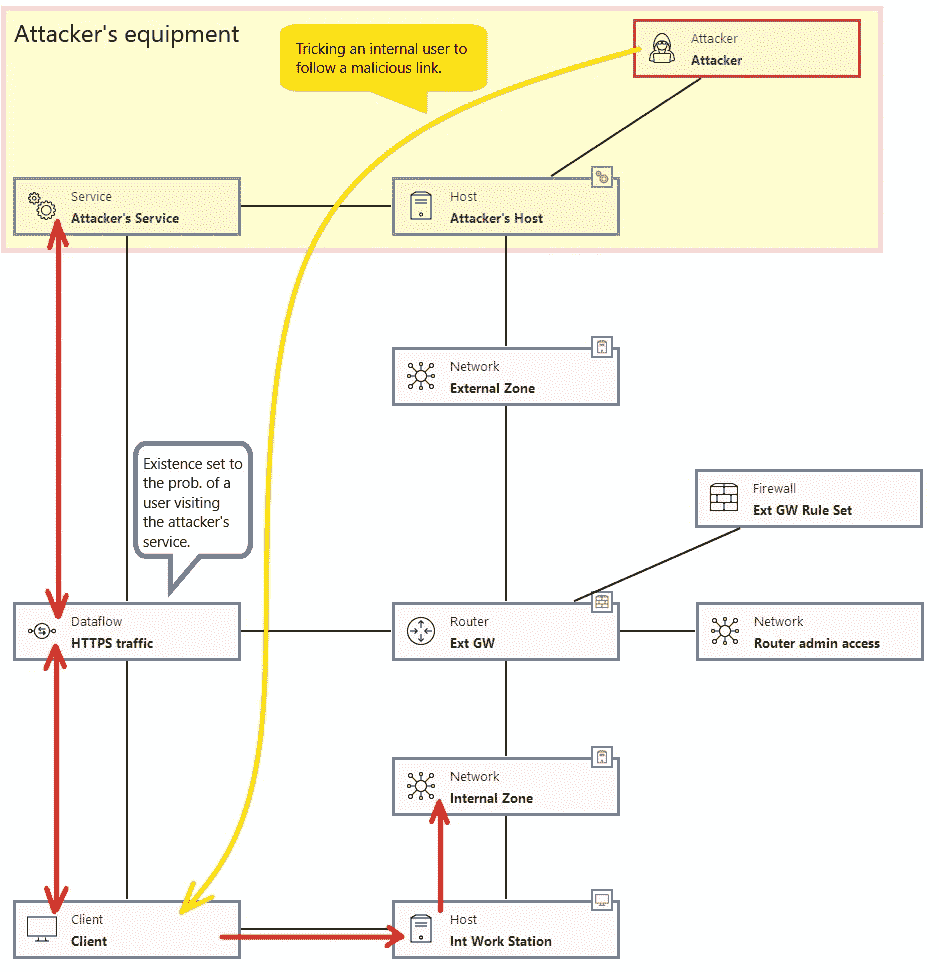 Attacker's equipment
Tricking an internal user to
follow a malicious link.
Attacker
Attacker
Service
Attacker's Service
Host
Attacker's Host
Network
External Zone
Existence set to
the prob. of a
user visiting
the attacker's
service.
Firewall
Ext GW Rule Set
Dataflow
HTTPS traffic
Router
Ext GW
Network
Router admin access
Network
Internal Zone
Client
Client
Host
Int Work Station